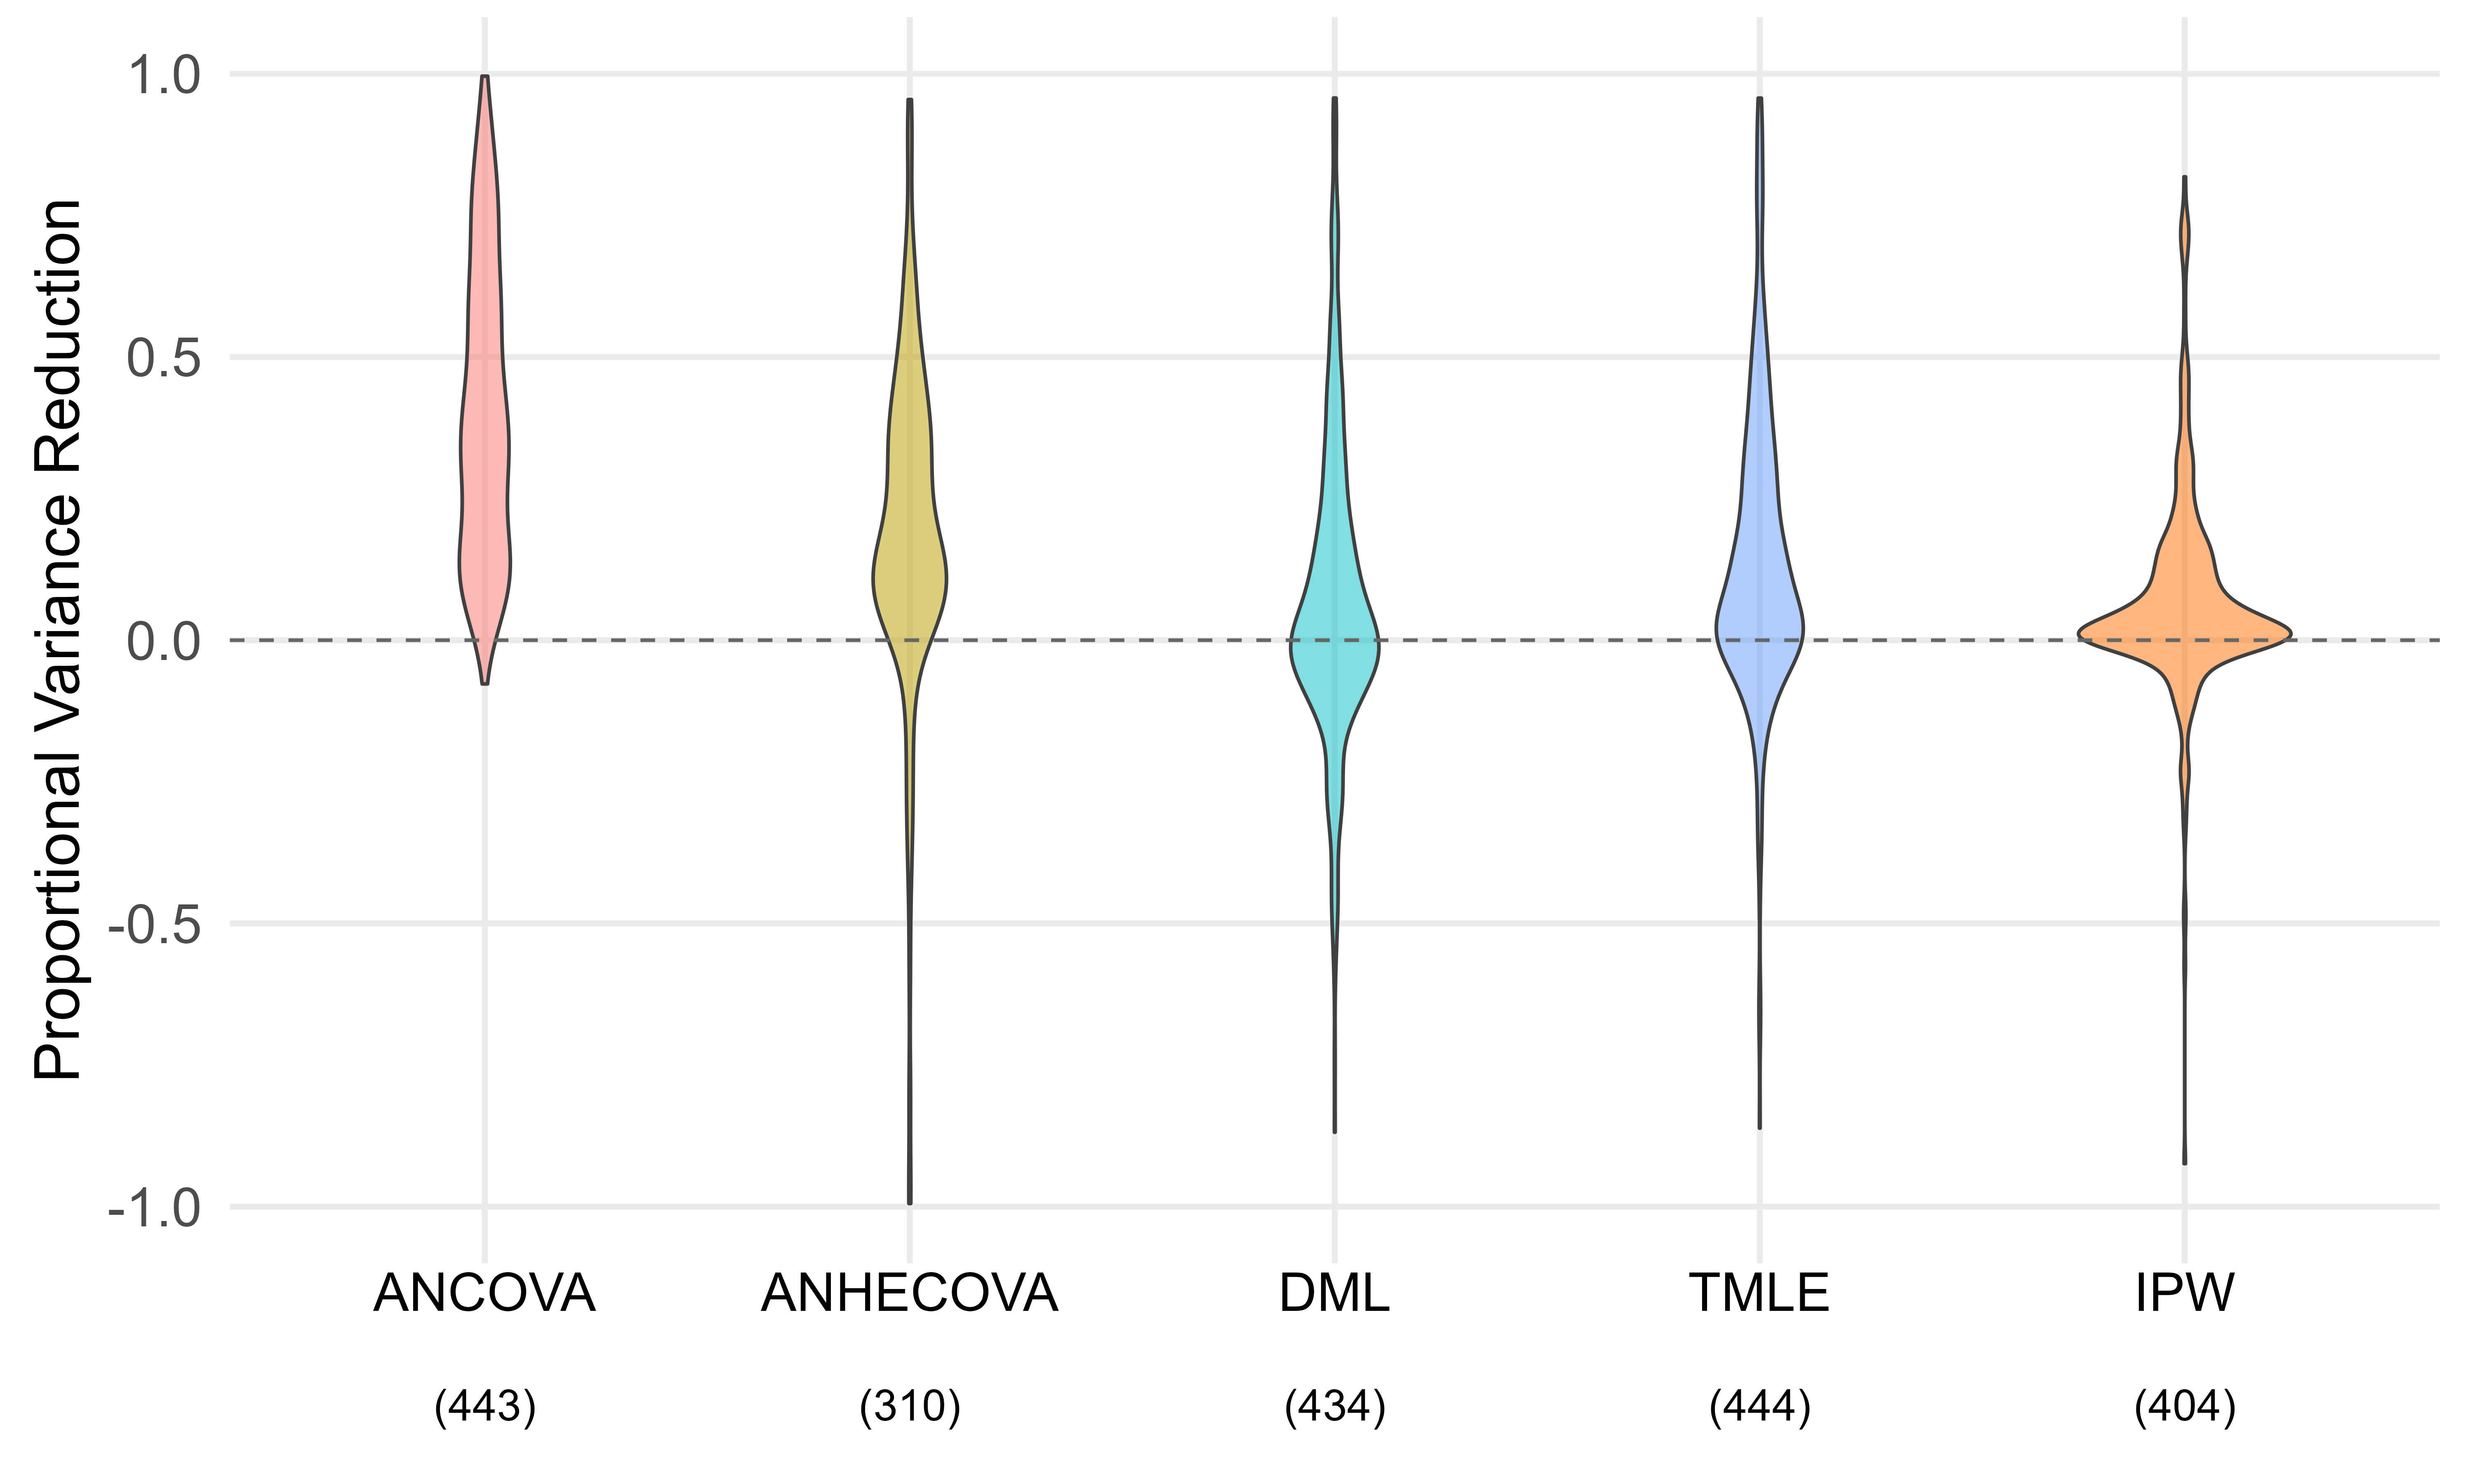 Proportional Variance Reduction
1.0
0.5
0.0
-0.5
-1.0
ANCOVA ANHECOVA DML TMLE IPW
(443) (310) (434) (444) (404)